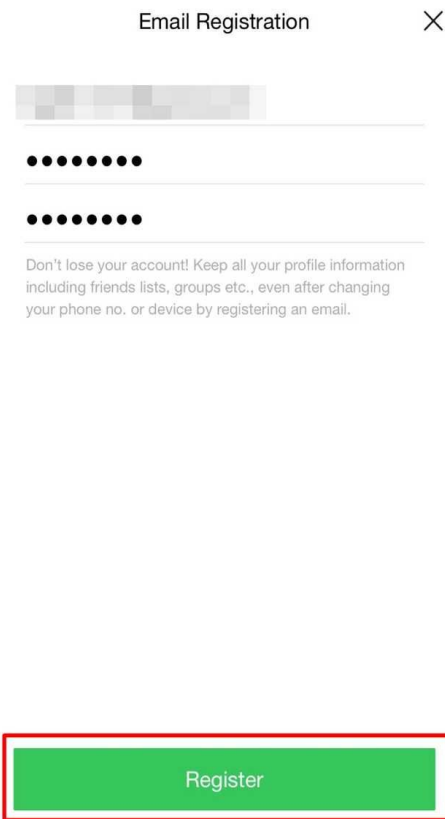 Email Registration
••••••••
••••••••
Don't lose your account! Keep all your profile information
including friends lists, groups etc., even after changing
your phone no. or device by registering an email.
Register